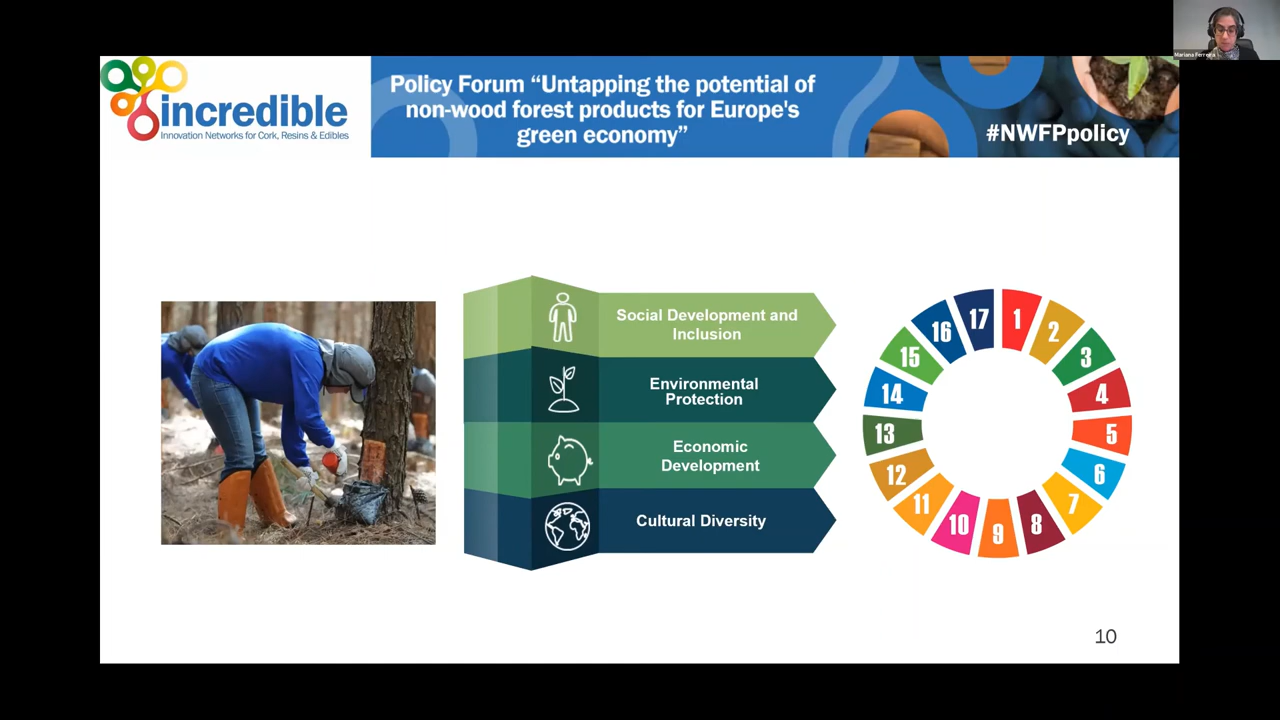 Mariana Ferreira
incredible
Innovation Networks for Cork, Resins & Edibles
Policy Forum “Untapping the potential of
non-wood forest products for Europe's
green economy”
#NWFPpolicy
Social Development and
Inclusion
Environmental
Protection
Economic
Development
Cultural Diversity
1
2
3
4
5
6
7
8
9
10
11
12
13
14
15
16
17
10